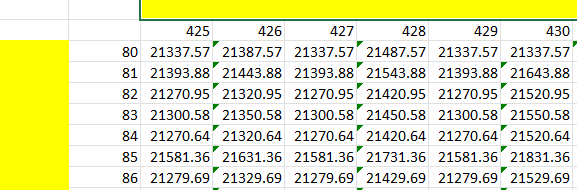 425 426 427 428 429 430
80 21337.57 21387.57 21337.57 21487.57 21337.57 21337.57
81 21393.88 21443.88 21393.88 21543.88 21393.88 21643.88
82 21270.95 21320.95 21270.95 21420.95 21270.95 21520.95
83 21300.58 21350.58 21300.58 21450.58 21300.58 21550.58
84 21270.64 21320.64 21270.64 21420.64 21270.64 21520.64
85 21581.36 21631.36 21581.36 21731.36 21581.36 21831.36
86 21279.69 21329.69 21279.69 21429.69 21279.69 21529.69